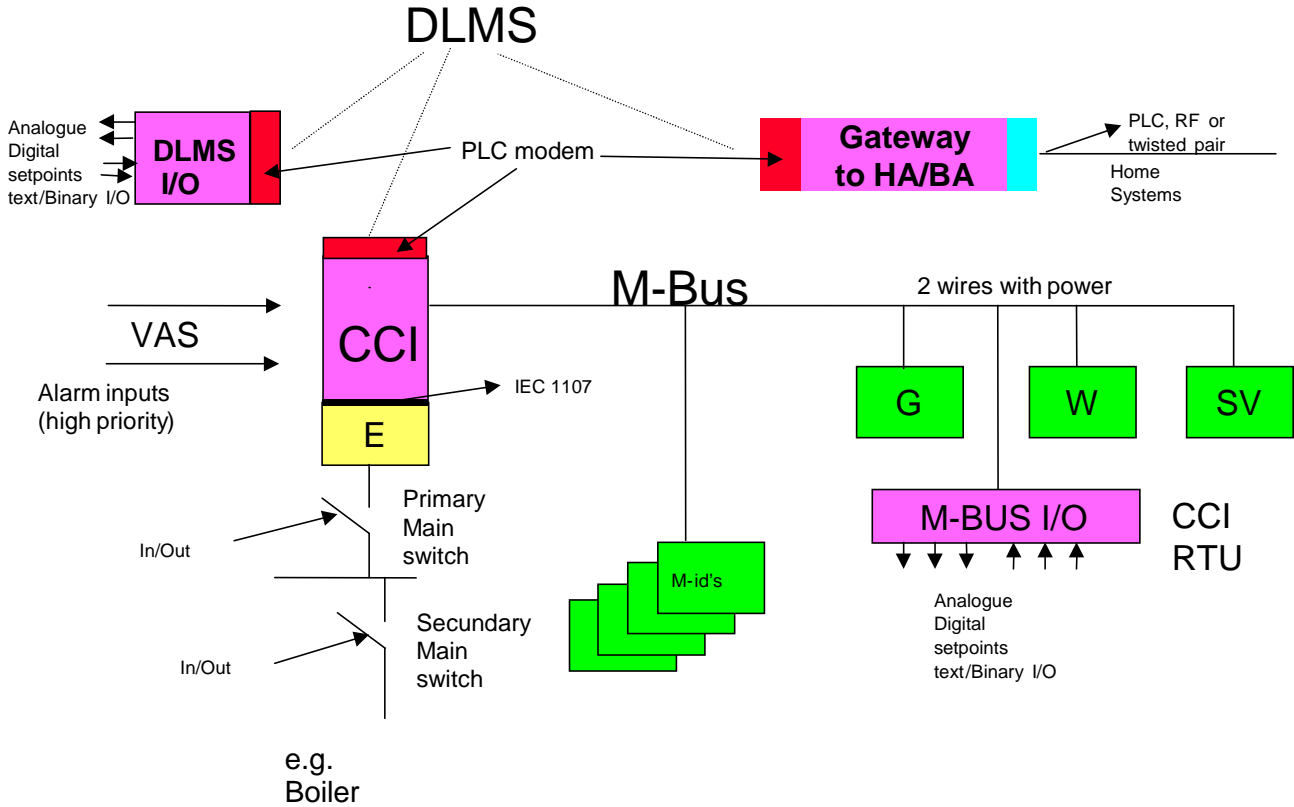 DLMS
Analogue
Digital
setpoints
text/Binary I/O
DLMS
I/O
PLC modem
Gateway
to HA/BA
PLC, RF or
twisted pair
Home
Systems
M-Bus
2 wires with power
VAS
CCI
Alarm inputs
(high priority)
IEC 1107
E
G
W
SV
Primary
Main
switch
In/Out
M-BUS I/O
CCI
RTU
M-id's
Analogue
Digital
setpoints
text/Binary I/O
Secundary
Main
switch
In/Out
e.g.
Boiler